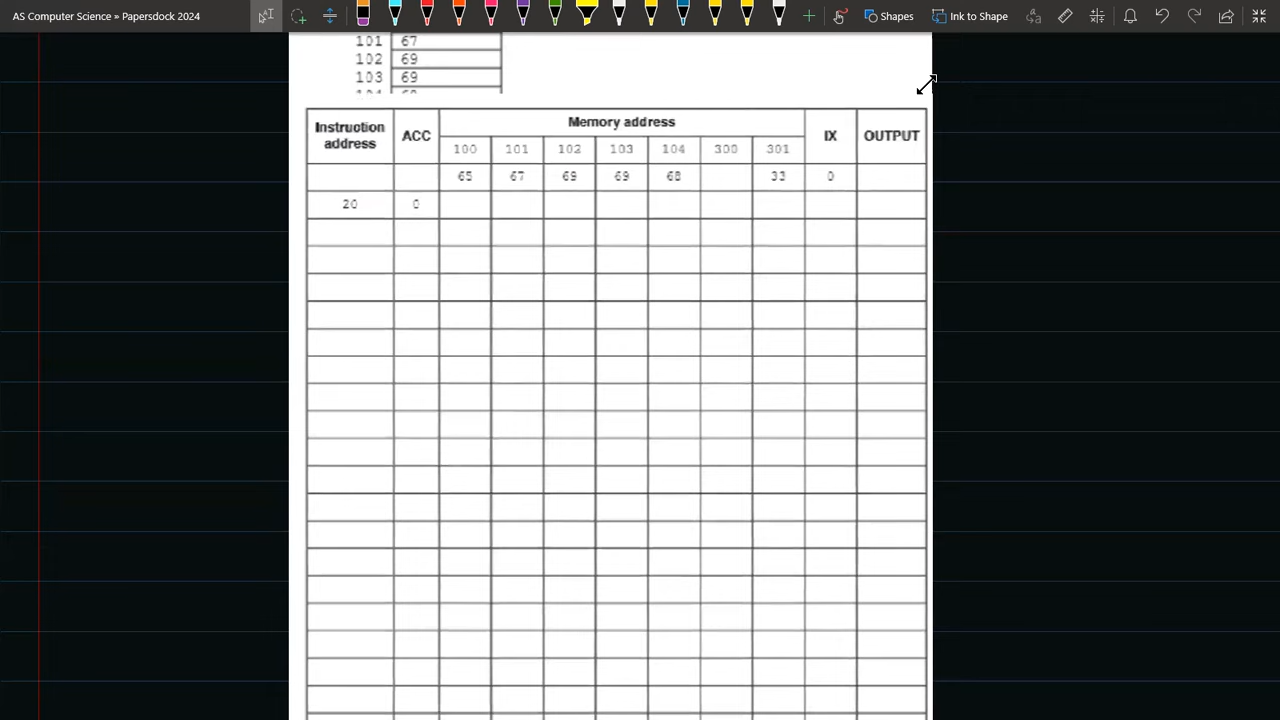 AS Computer Science » Papersdock 2024
Shapes
Ink to Shape
101 67
102 69
103 69
104 68
Instruction address ACC Memory address IX OUTPUT
100 101 102 103 104 300 301
65 67 69 69 68 33 0
20 0